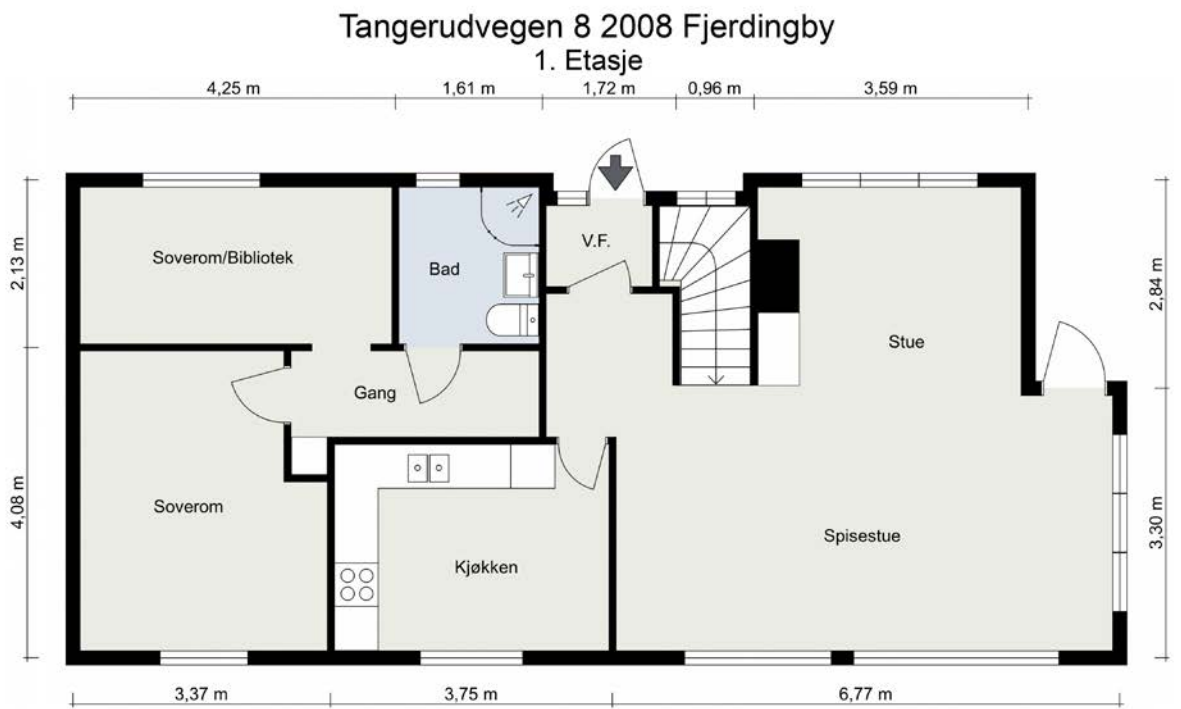 Tangerudvegen 8 2008 Fjerdingby
1. Etasje
4,25 m
1,61 m
1,72 m
0,96 m
3,59 m
2,13 m
4,08 m
2,84 m
3,30 m
Soverom/Bibliotek
Bad
V.F.
Stue
Gang
Soverom
Kjøkken
Spisestue
3,37 m
3,75 m
6,77 m